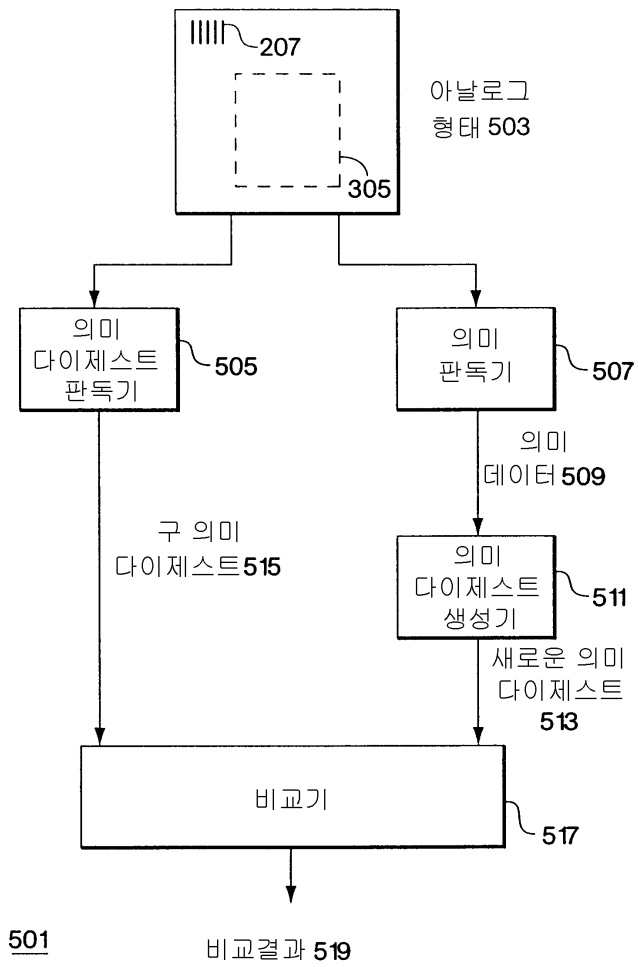 207
아날로그
형태 503
305
의미
다이제스트
판독기
505
의미
판독기
507
의미
데이터 509
구 의미
다이제스트515
의미
다이제스트
생성기
511
새로운 의미
다이제스트
513
비교기
517
501
비교결과 519